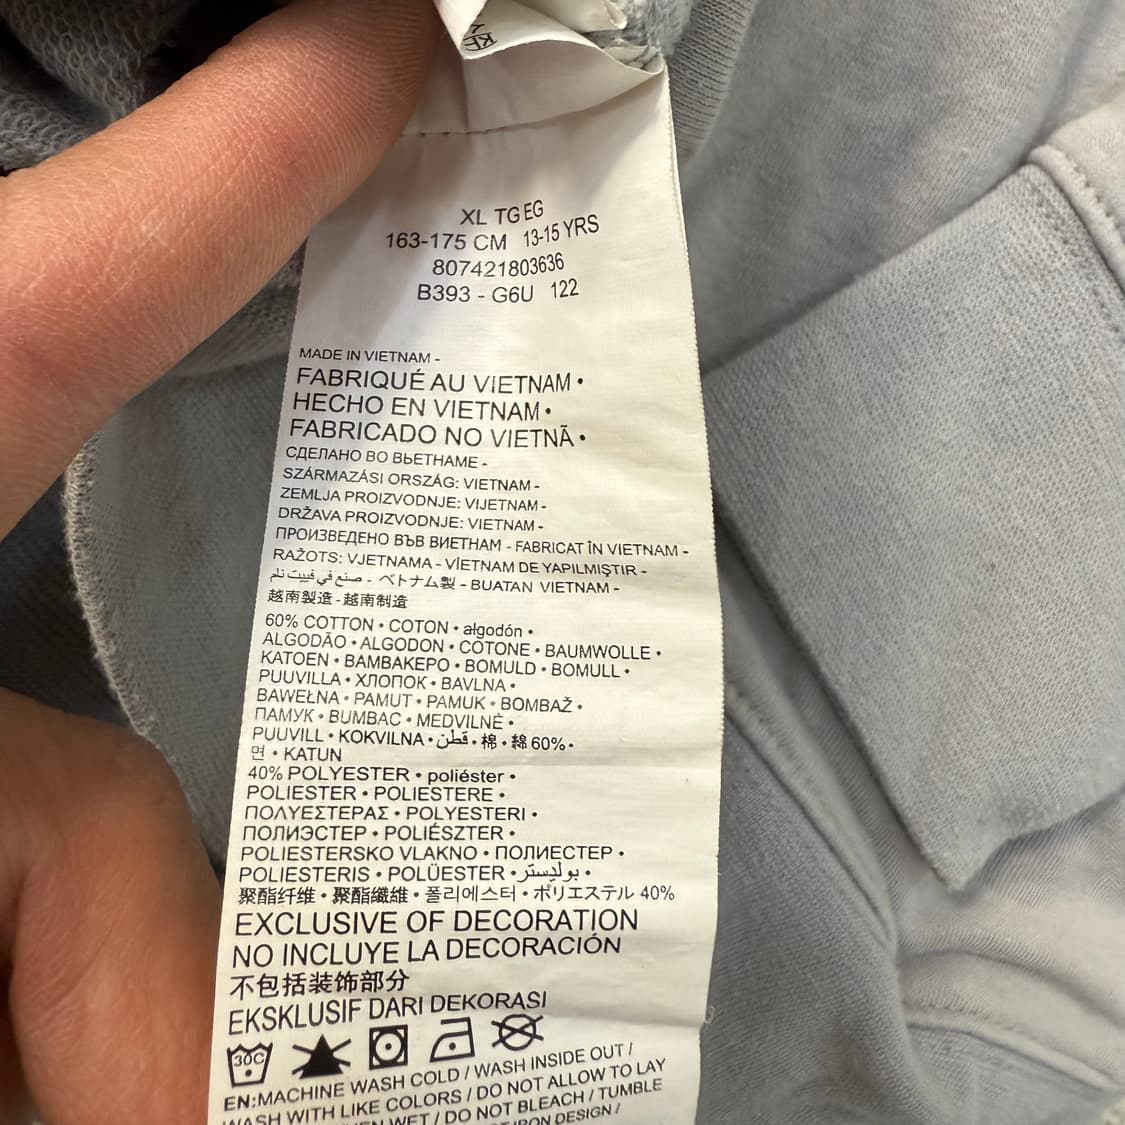 XL TG EG
163-175 CM 13-15 YRS
807421803636
B393 - G6U 122
MADE IN VIETNAM -
FABRIQUÉ AU VIETNAM •
HECHO EN VIETNAM •
FABRICADO NO VIETNÃ •
СДЕЛАНО ВО ВЬЕТНАМЕ -
SZÁRMAZÁSI ORSZÁG: VIETNAM -
ZEMLJA PROIZVODNJE: VIJETNAM -
DRŽAVA PROIZVODNJE: VIETNAM -
ПРОИЗВЕДЕНО ВЪВ ВИЕТНАМ - FABRICAT ÎN VIETNAM -
RAŽOTS: VJETNAMA - VİETNAM DE YAPILMIŞTIR -
صنع في فييت نام - ベトナム製 - BUATAN VIETNAM -
越南製造 - 越南制造
60% COTTON • COTON • algodón •
ALGODÃO • ALGODON • COTONE • BAUMWOLLE •
KATOEN • BAMBAKEPO • BOMULD • BOMULL •
PUUVILLA • ХЛОПОК • BAVLNA •
BAWEŁNA • PAMUT • PAMUK • BOMBAŽ •
ПАМУК • BUMBAC • MEDVILNĖ •
PUUVILL • KOKVILNA • قطن • 棉 • 綿 60% •
면 • KATUN
40% POLYESTER • poliéster •
POLIESTER • POLIESTERE •
ΠΟΛΥΕΣΤΕΡΑΣ • POLYESTERI •
ПОЛИЭСТЕР • POLIÉSZTER •
POLIESTERSKO VLAKNO • ПОЛИЕСТЕР •
POLIESTERIS • POLÜESTER • بوليستر •
聚酯纤维 • 聚酯纖維 • 폴리에스터 • ポリエステル 40%
EXCLUSIVE OF DECORATION
NO INCLUYE LA DECORACIÓN
不包括装饰部分
EKSKLUSIF DARI DEKORASI
30C
EN:MACHINE WASH COLD / WASH INSIDE OUT /
WASH WITH LIKE COLORS / DO NOT ALLOW TO LAY
WET / DO NOT BLEACH / TUMBLE
IRON DESIGN /